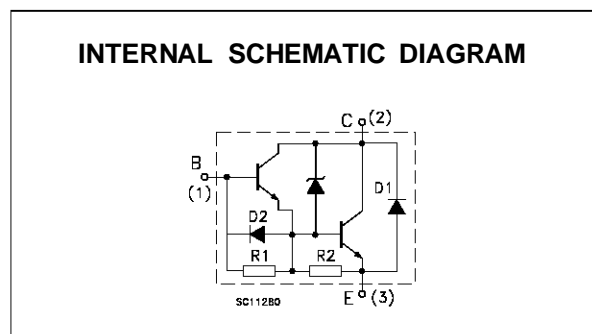 INTERNAL SCHEMATIC DIAGRAM
C (2)
B
(1)
D1
D2
R1 R2
SC11280
E (3)